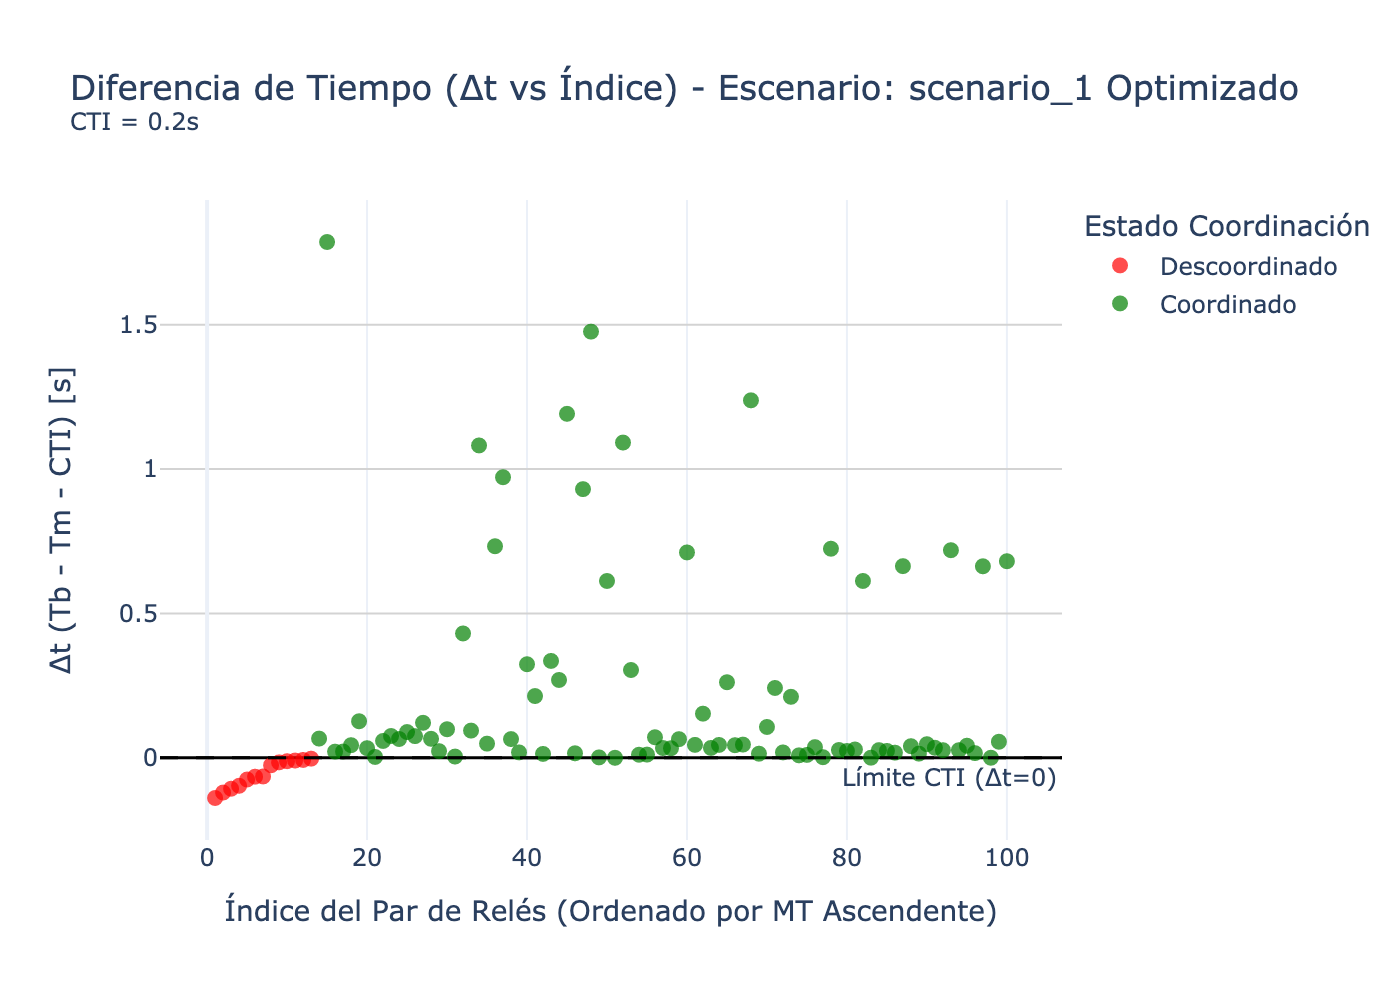 Diferencia de Tiempo (Δt vs Índice) - Escenario: scenario_1 Optimizado
CTI = 0.2s
Estado Coordinación
Descoordinado
Coordinado
Δt (Tb - Tm - CTI) [s]
1.5
1
0.5
0
Límite CTI (Δt=0)
0 20 40 60 80 100
Índice del Par de Relés (Ordenado por MT Ascendente)